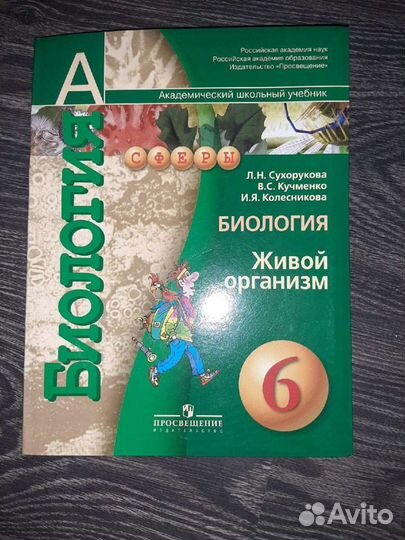 Российская академия наук
Российская академия образования
Издательство «Просвещение»
А
Академический школьный учебник
СФЕРЫ
Л.Н. Сухорукова
В.С. Кучменко
И.Я. Колесникова
БИОЛОГИЯ
Живой
организм
Биология
6
ПРОСВЕЩЕНИЕ
ИЗДАТЕЛЬСТВО
Avito